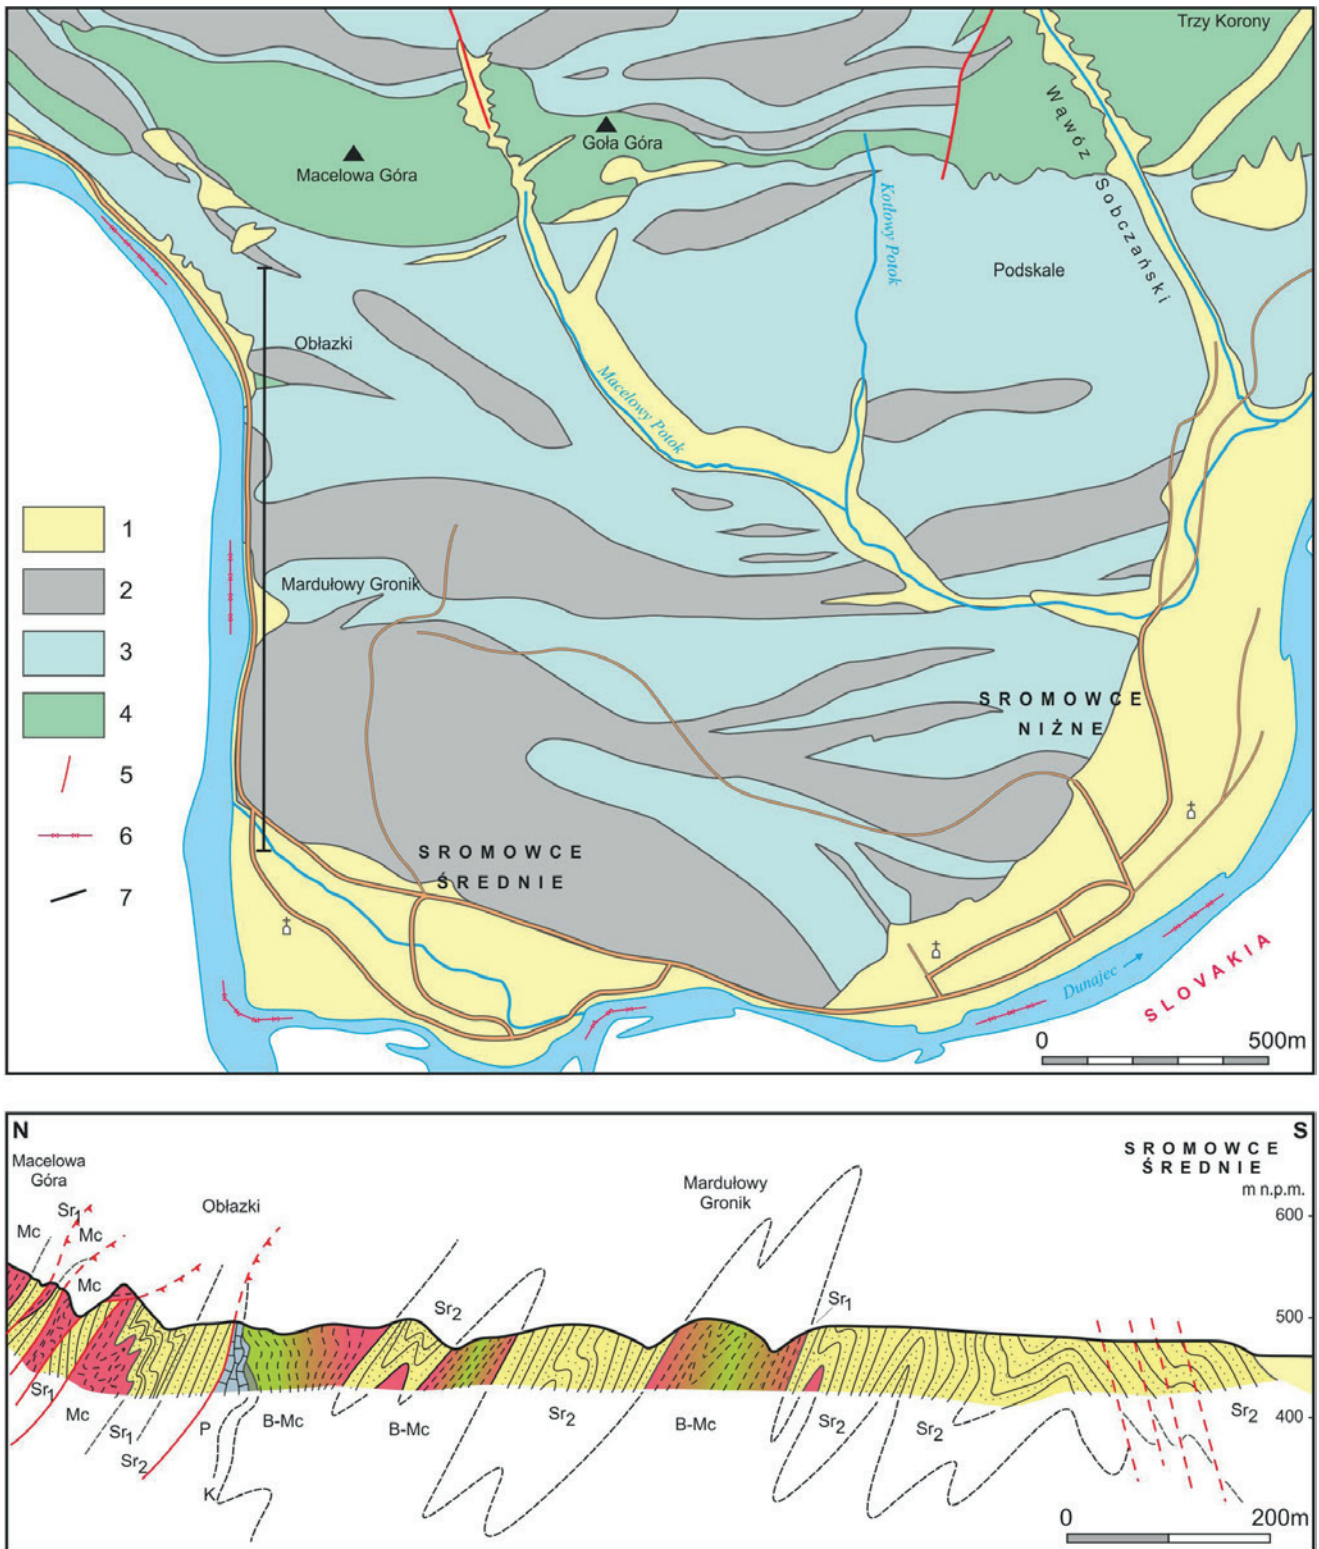 Trzy Korony
Goła Góra
Macelowa Góra
Wąwóz Sobczański
Kotłowy Potok
Podskale
Obłazki
Macelowy Potok
1
2
3
4
5
6
7
Mardułowy Gronik
SROMOWCE
NIŻNE
SROMOWCE
ŚREDNIE
Dunajec
SLOVAKIA
0 500m
N S
SROMOWCE
ŚREDNIE
m n.p.m.
Macelowa
Góra
Obłazki
Mardułowy
Gronik
600
500
400
Sr1
Mc
Mc
Mc
Sr2
Sr1
Sr1
Mc
Sr1
Sr2
P
K
B-Mc
B-Mc
Sr2
B-Mc
Sr2
Sr2
Sr2
0 200m